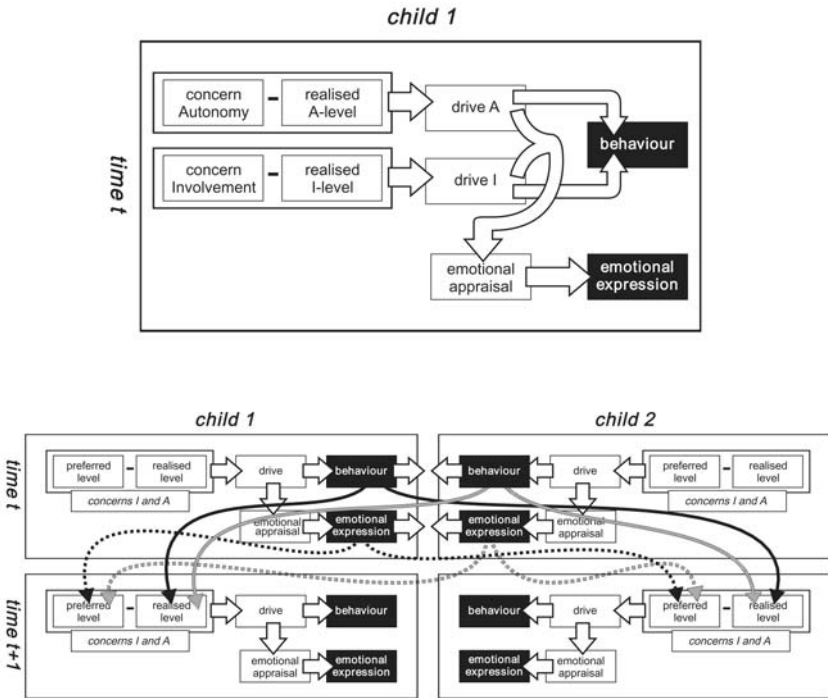 child 1
time t
concern
Autonomy
-
realised
A-level
drive A
concern
Involvement
-
realised
I-level
drive I
behaviour
emotional
appraisal
emotional
expression
child 1
child 2
time t
preferred
level
-
realised
level
concerns I and A
drive
behaviour
emotional
appraisal
emotional
expression
behaviour
drive
preferred
level
-
realised
level
concerns I and A
emotional
expression
emotional
appraisal
time t+1
preferred
level
-
realised
level
concerns I and A
drive
behaviour
emotional
appraisal
emotional
expression
behaviour
drive
preferred
level
-
realised
level
concerns I and A
emotional
expression
emotional
appraisal